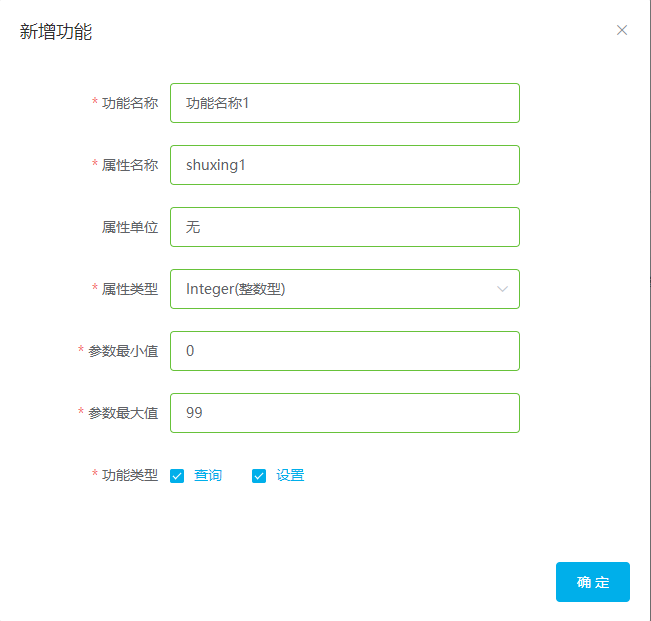 新增功能
* 功能名称 功能名称1
* 属性名称 shuxing1
属性单位 无
* 属性类型 Integer(整数型)
* 参数最小值 0
* 参数最大值 99
* 功能类型 查询 设置
确 定